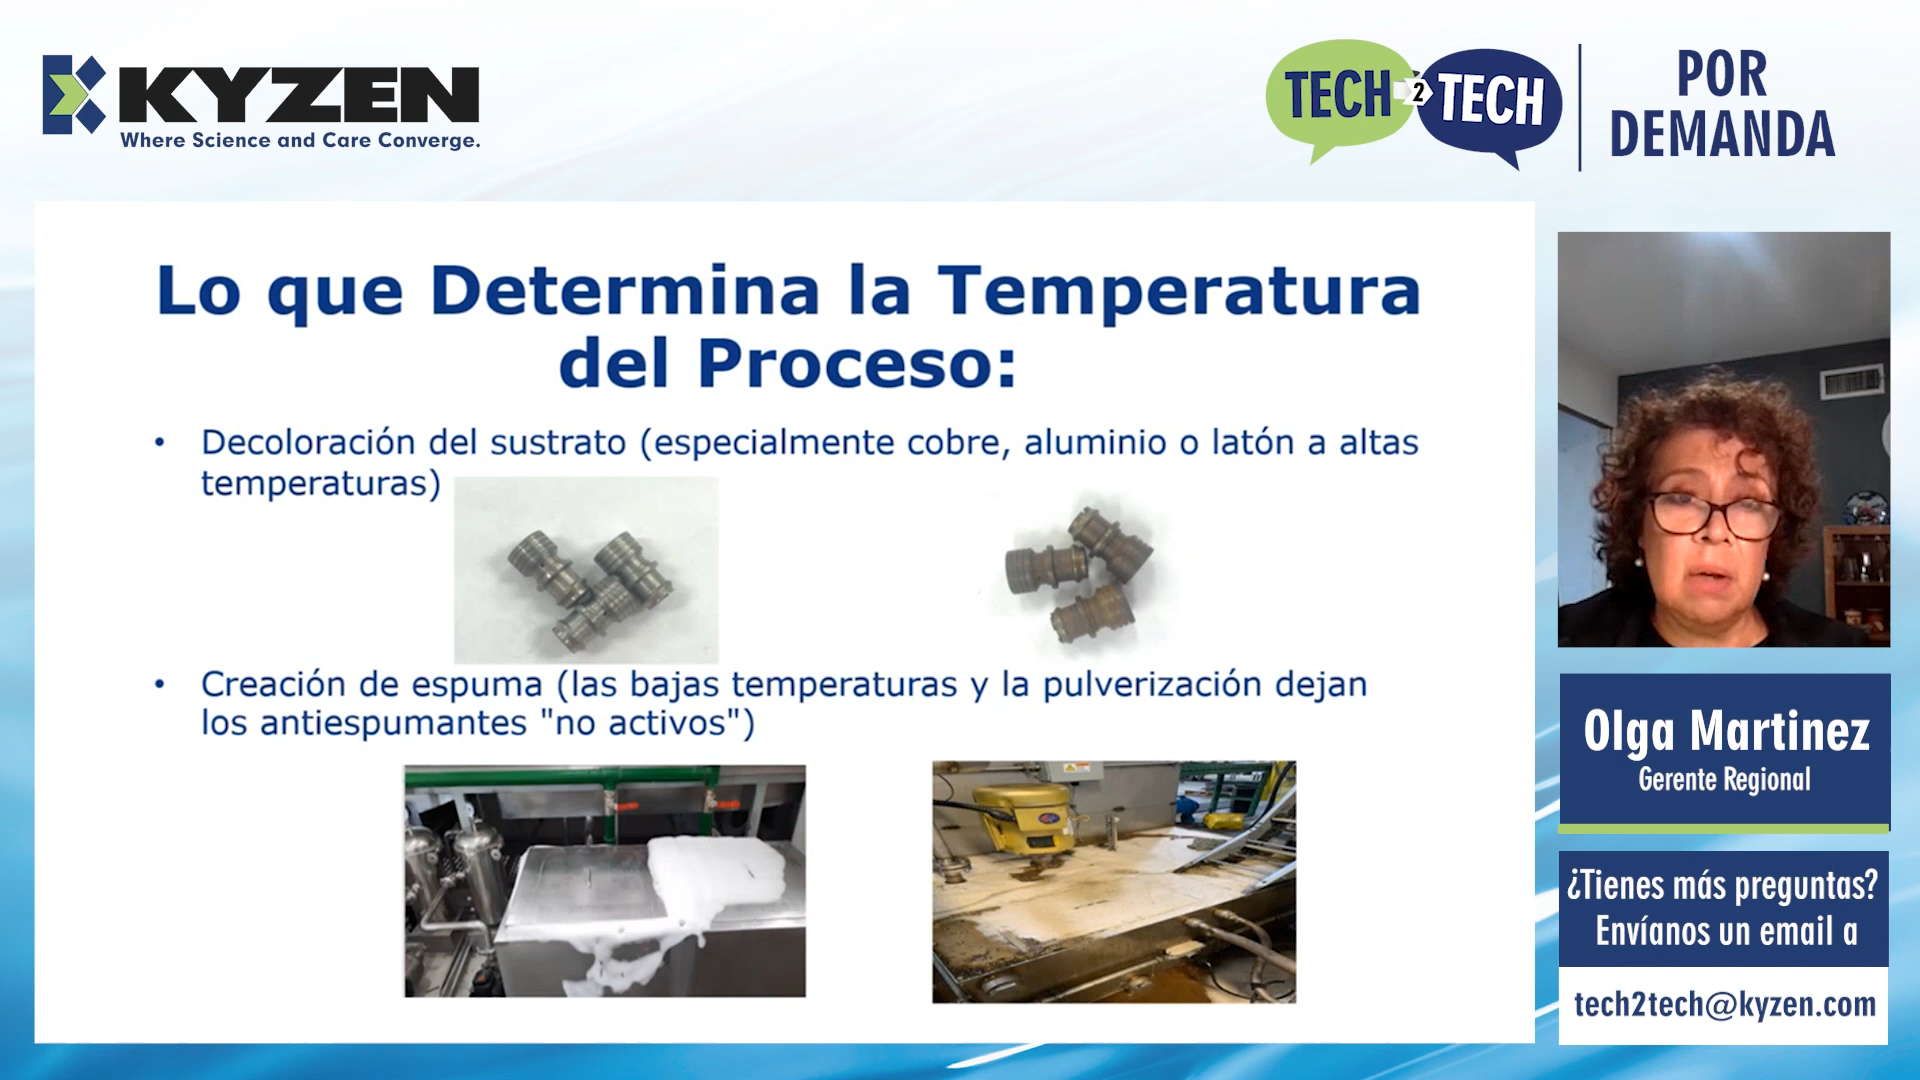 KYZEN
Where Science and Care Converge.
TECH 2 TECH
POR
DEMANDA
Lo que Determina la Temperatura
del Proceso:
• Decoloración del sustrato (especialmente cobre, aluminio o latón a altas
temperaturas)
• Creación de espuma (las bajas temperaturas y la pulverización dejan
los antiespumantes "no activos")
Olga Martinez
Gerente Regional
¿Tienes más preguntas?
Envíanos un email a
tech2tech@kyzen.com